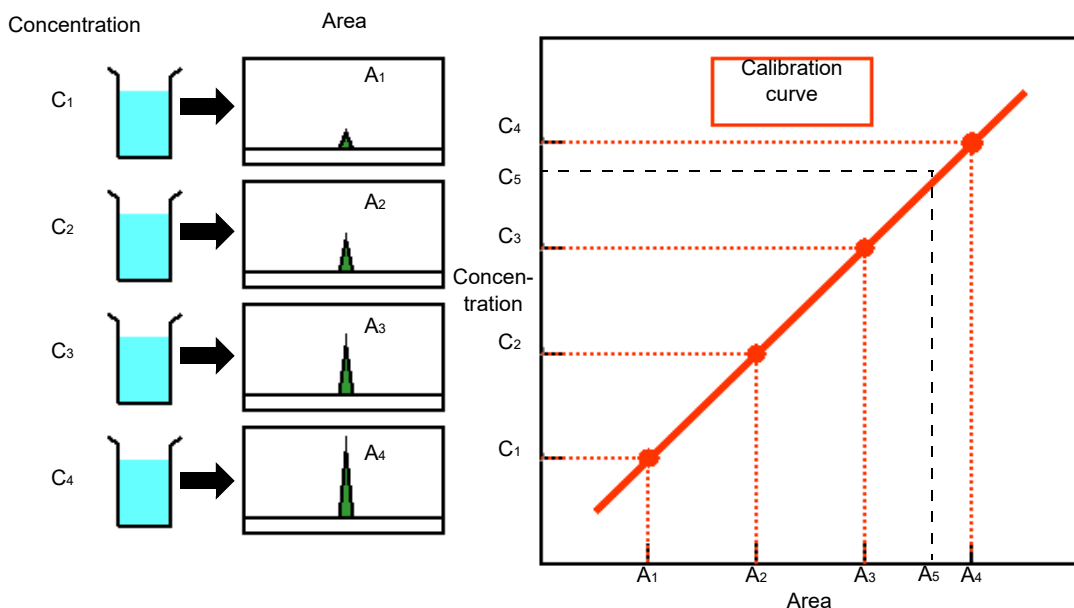 Concentration
Area
C1
A1
C2
A2
C3
A3
C4
A4
Calibration
curve
C4
C5
C3
Concen-
tration
C2
C1
A1
A2
A3
A5
A4
Area